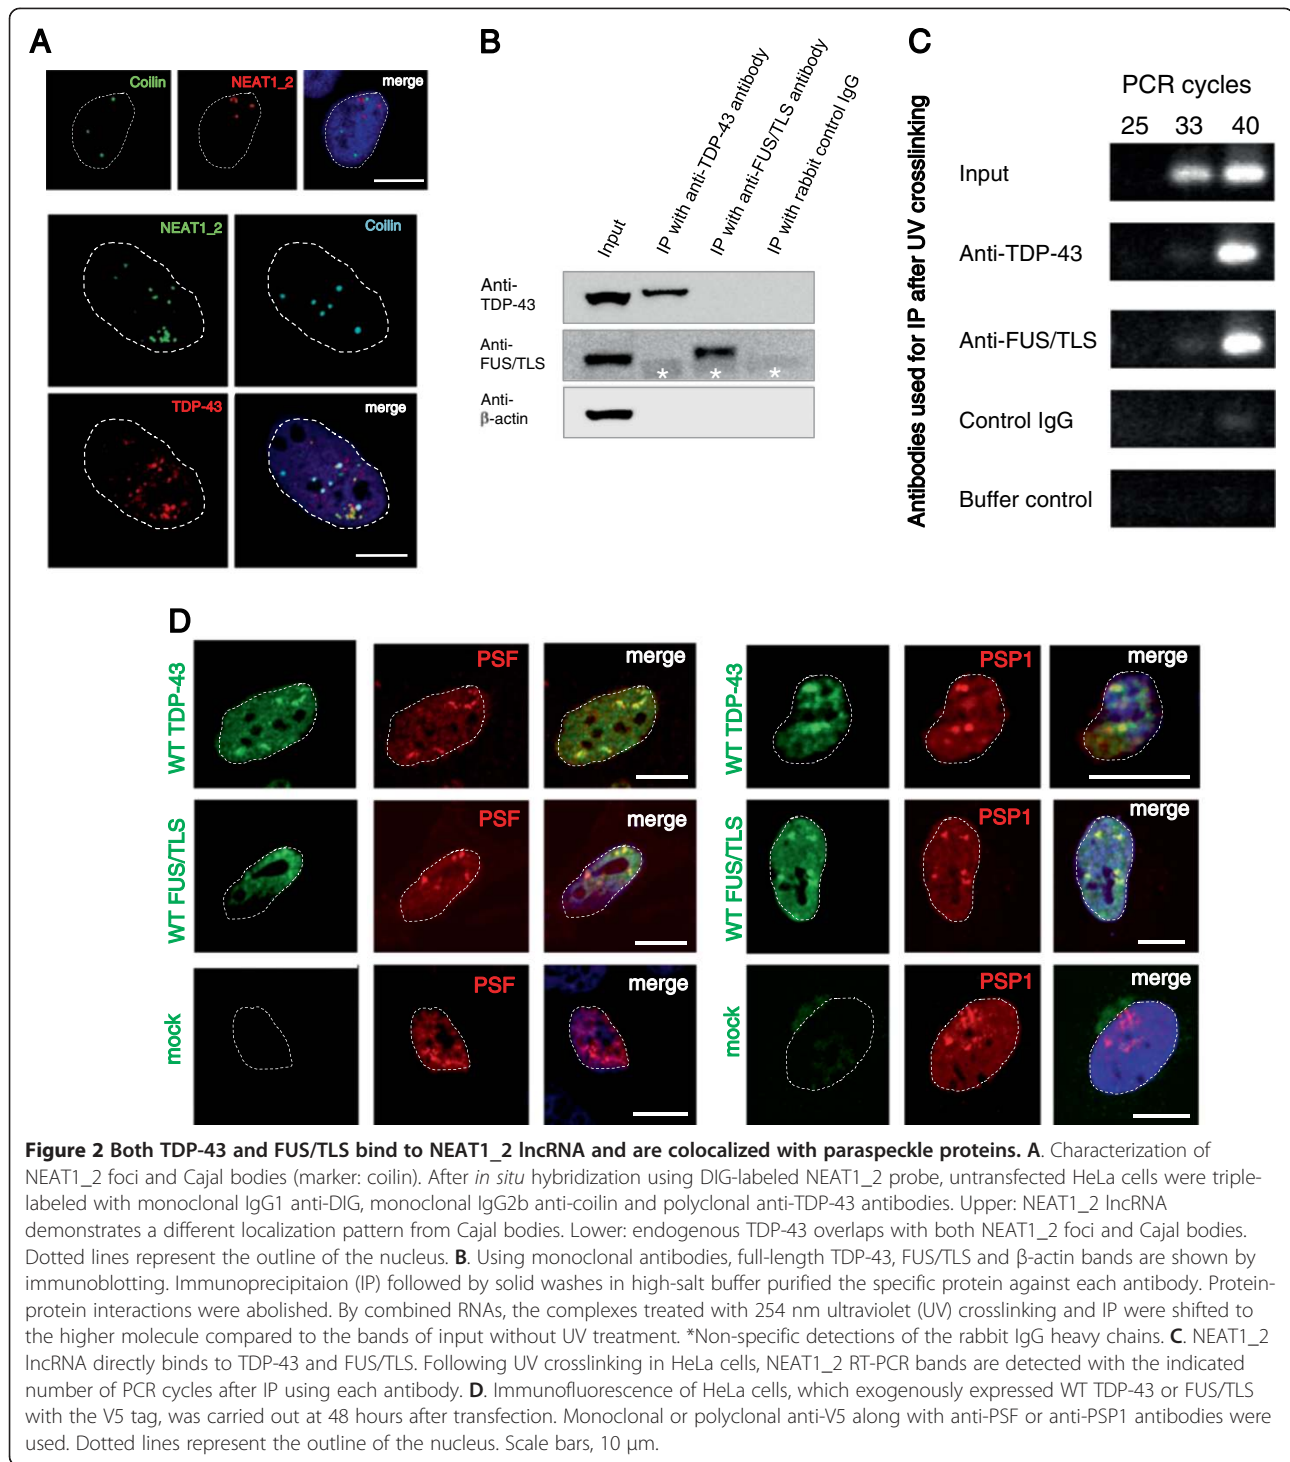 A
Coilin
NEAT1_2
merge
NEAT1_2
Coilin
TDP-43
merge
B
Input
IP with anti-TDP-43 antibody
IP with anti-FUS/TLS antibody
IP with rabbit control IgG
Anti-
TDP-43
Anti-
FUS/TLS
* * *
Anti-
β-actin
C
Antibodies used for IP after UV crosslinking
PCR cycles
25 33 40
Input
Anti-TDP-43
Anti-FUS/TLS
Control IgG
Buffer control
D
WT TDP-43
PSF
merge
WT TDP-43
PSP1
merge
WT FUS/TLS
PSF
merge
WT FUS/TLS
PSP1
merge
mock
PSF
merge
mock
PSP1
merge
Figure 2 Both TDP-43 and FUS/TLS bind to NEAT1_2 lncRNA and are colocalized with paraspeckle proteins. A. Characterization of
NEAT1_2 foci and Cajal bodies (marker: coilin). After in situ hybridization using DIG-labeled NEAT1_2 probe, untransfected HeLa cells were triple-
labeled with monoclonal IgG1 anti-DIG, monoclonal IgG2b anti-coilin and polyclonal anti-TDP-43 antibodies. Upper: NEAT1_2 lncRNA
demonstrates a different localization pattern from Cajal bodies. Lower: endogenous TDP-43 overlaps with both NEAT1_2 foci and Cajal bodies.
Dotted lines represent the outline of the nucleus. B. Using monoclonal antibodies, full-length TDP-43, FUS/TLS and β-actin bands are shown by
immunoblotting. Immunoprecipitaion (IP) followed by solid washes in high-salt buffer purified the specific protein against each antibody. Protein-
protein interactions were abolished. By combined RNAs, the complexes treated with 254 nm ultraviolet (UV) crosslinking and IP were shifted to
the higher molecule compared to the bands of input without UV treatment. *Non-specific detections of the rabbit IgG heavy chains. C. NEAT1_2
lncRNA directly binds to TDP-43 and FUS/TLS. Following UV crosslinking in HeLa cells, NEAT1_2 RT-PCR bands are detected with the indicated
number of PCR cycles after IP using each antibody. D. Immunofluorescence of HeLa cells, which exogenously expressed WT TDP-43 or FUS/TLS
with the V5 tag, was carried out at 48 hours after transfection. Monoclonal or polyclonal anti-V5 along with anti-PSF or anti-PSP1 antibodies were
used. Dotted lines represent the outline of the nucleus. Scale bars, 10 μm.